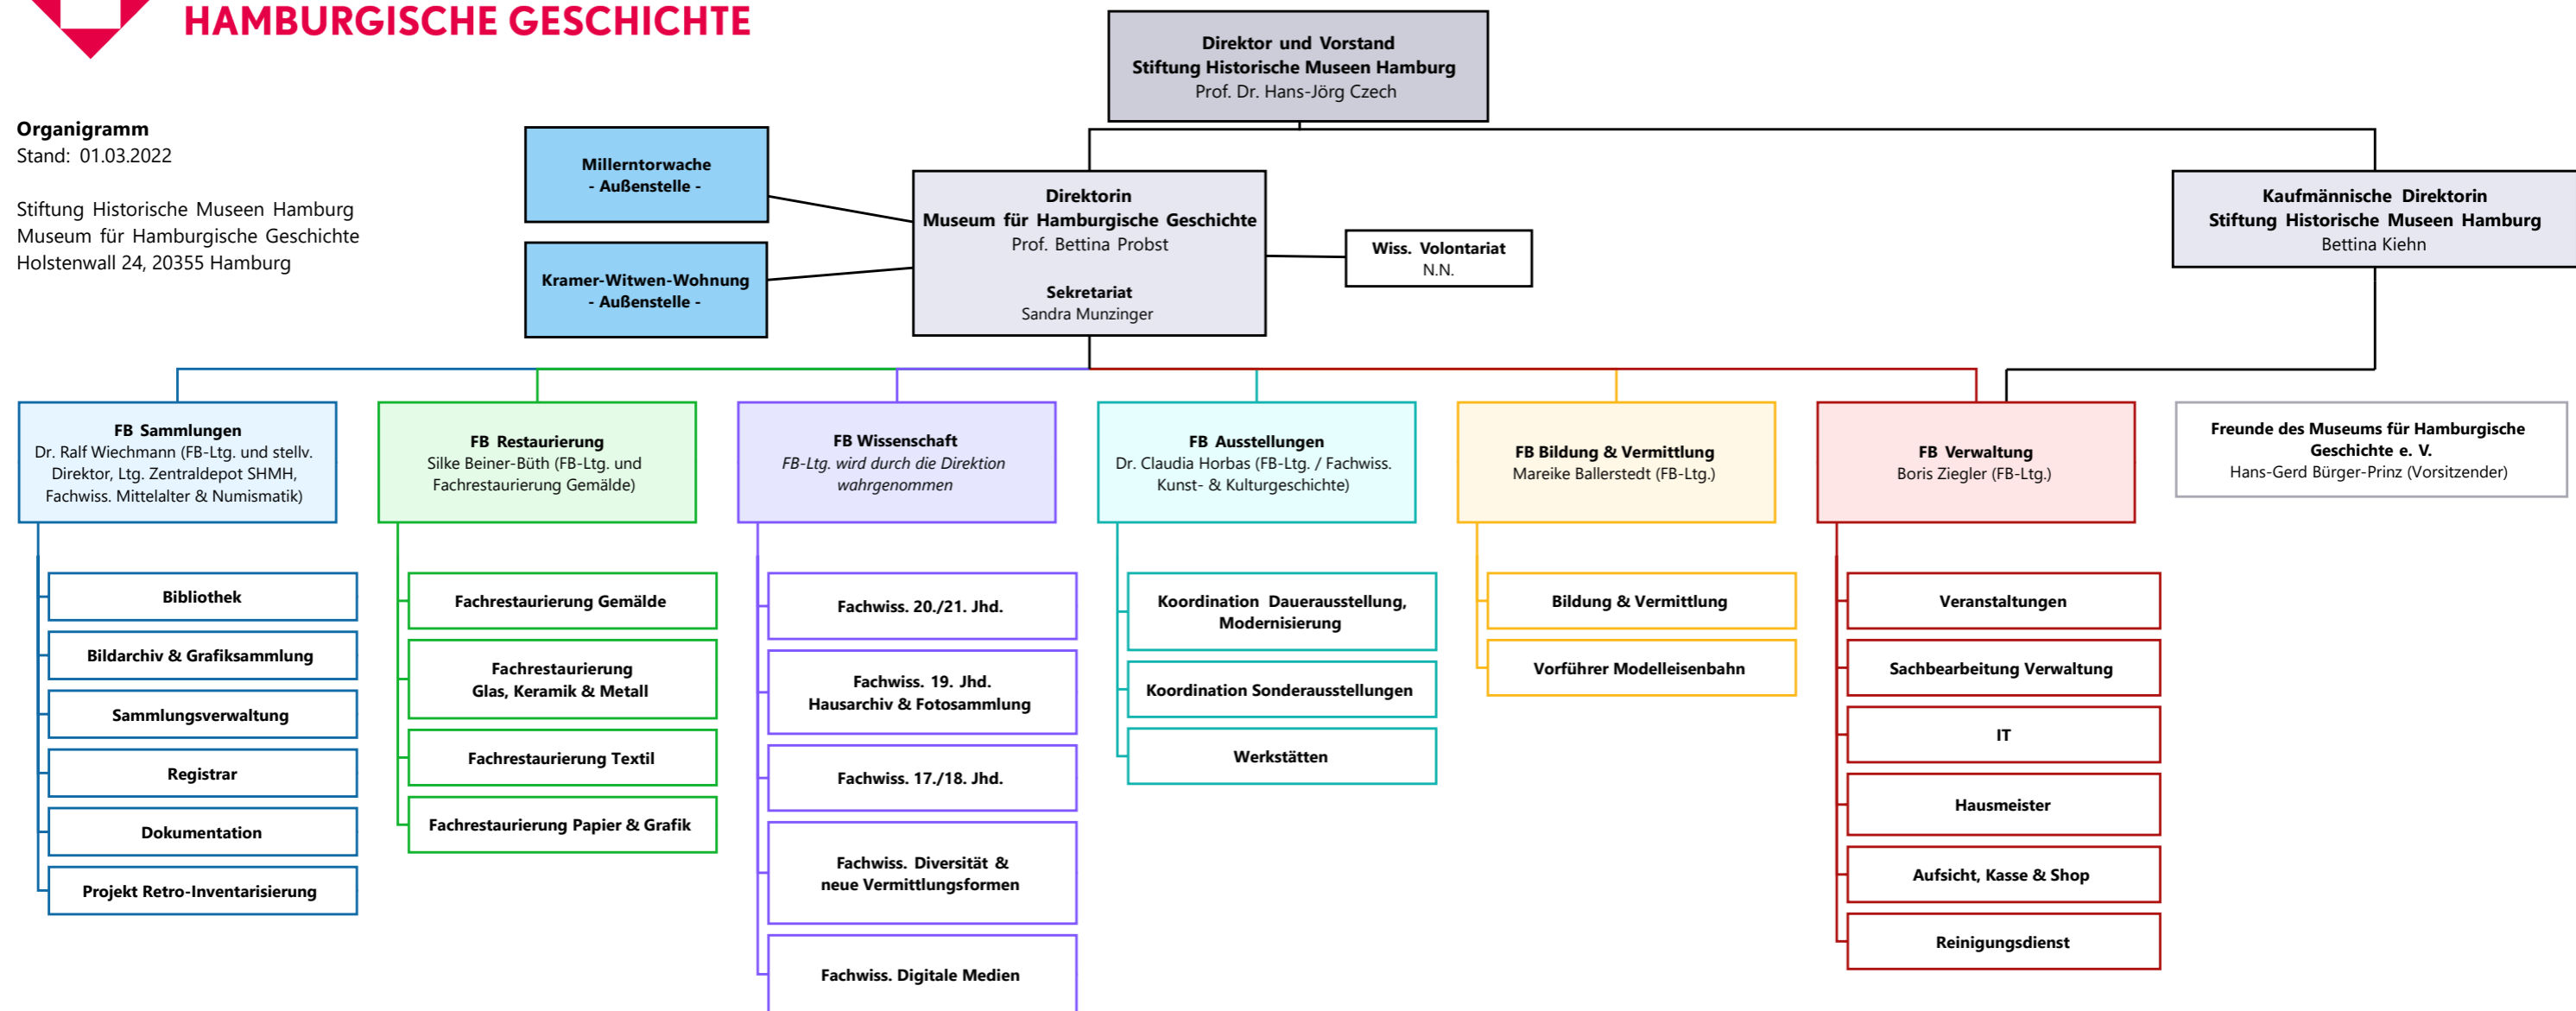 HAMBURGISCHE GESCHICHTE
Organigramm
Stand: 01.03.2022
Stiftung Historische Museen Hamburg
Museum für Hamburgische Geschichte
Holstenwall 24, 20355 Hamburg
Direktor und Vorstand
Stiftung Historische Museen Hamburg
Prof. Dr. Hans-Jörg Czech
Millerntorwache
- Außenstelle -
Kramer-Witwen-Wohnung
- Außenstelle -
Direktorin
Museum für Hamburgische Geschichte
Prof. Bettina Probst
Sekretariat
Sandra Munzinger
Wiss. Volontariat
N.N.
Kaufmännische Direktorin
Stiftung Historische Museen Hamburg
Bettina Kiehn
FB Sammlungen
Dr. Ralf Wiechmann (FB-Ltg. und stellv.
Direktor, Ltg. Zentraldepot SHMH,
Fachwiss. Mittelalter & Numismatik)
Bibliothek
Bildarchiv & Grafiksammlung
Sammlungsverwaltung
Registrar
Dokumentation
Projekt Retro-Inventarisierung
FB Restaurierung
Silke Beiner-Büth (FB-Ltg. und
Fachrestaurierung Gemälde)
Fachrestaurierung Gemälde
Fachrestaurierung
Glas, Keramik & Metall
Fachrestaurierung Textil
Fachrestaurierung Papier & Grafik
FB Wissenschaft
FB-Ltg. wird durch die Direktion
wahrgenommen
Fachwiss. 20./21. Jhd.
Fachwiss. 19. Jhd.
Hausarchiv & Fotosammlung
Fachwiss. 17./18. Jhd.
Fachwiss. Diversität &
neue Vermittlungsformen
Fachwiss. Digitale Medien
FB Ausstellungen
Dr. Claudia Horbas (FB-Ltg. / Fachwiss.
Kunst- & Kulturgeschichte)
Koordination Dauerausstellung,
Modernisierung
Koordination Sonderausstellungen
Werkstätten
FB Bildung & Vermittlung
Mareike Ballerstedt (FB-Ltg.)
Bildung & Vermittlung
Vorführer Modelleisenbahn
FB Verwaltung
Boris Ziegler (FB-Ltg.)
Veranstaltungen
Sachbearbeitung Verwaltung
IT
Hausmeister
Aufsicht, Kasse & Shop
Reinigungsdienst
Freunde des Museums für Hamburgische
Geschichte e. V.
Hans-Gerd Bürger-Prinz (Vorsitzender)